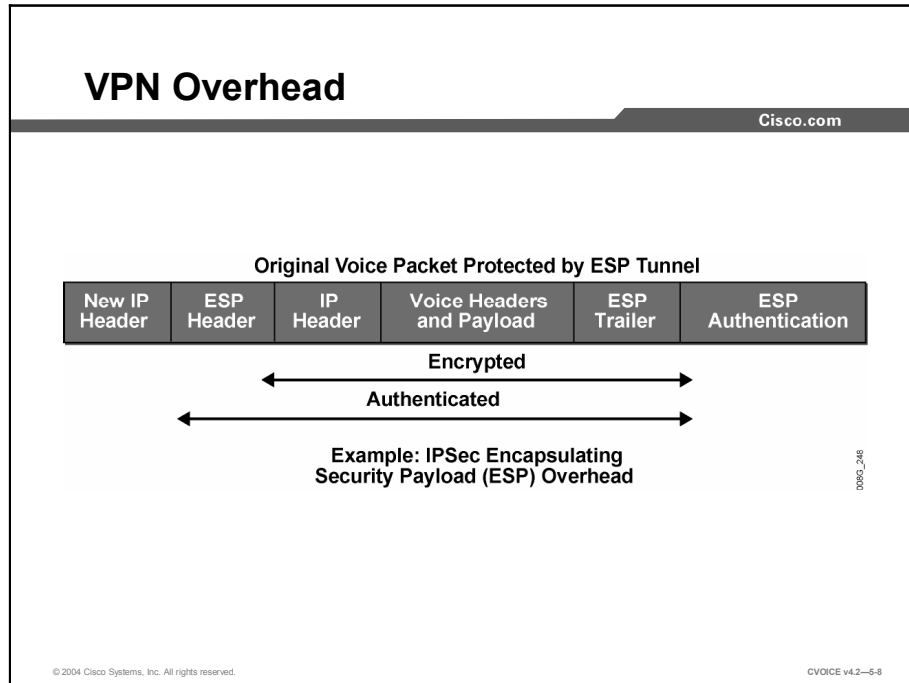 VPN Overhead
Cisco.com
Original Voice Packet Protected by ESP Tunnel
New IP
Header
ESP
Header
IP
Header
Voice Headers
and Payload
ESP
Trailer
ESP
Authentication
Encrypted
Authenticated
Example: IPSec Encapsulating
Security Payload (ESP) Overhead
008G_248
© 2004 Cisco Systems, Inc. All rights reserved.
CVOICE v4.2—5-8